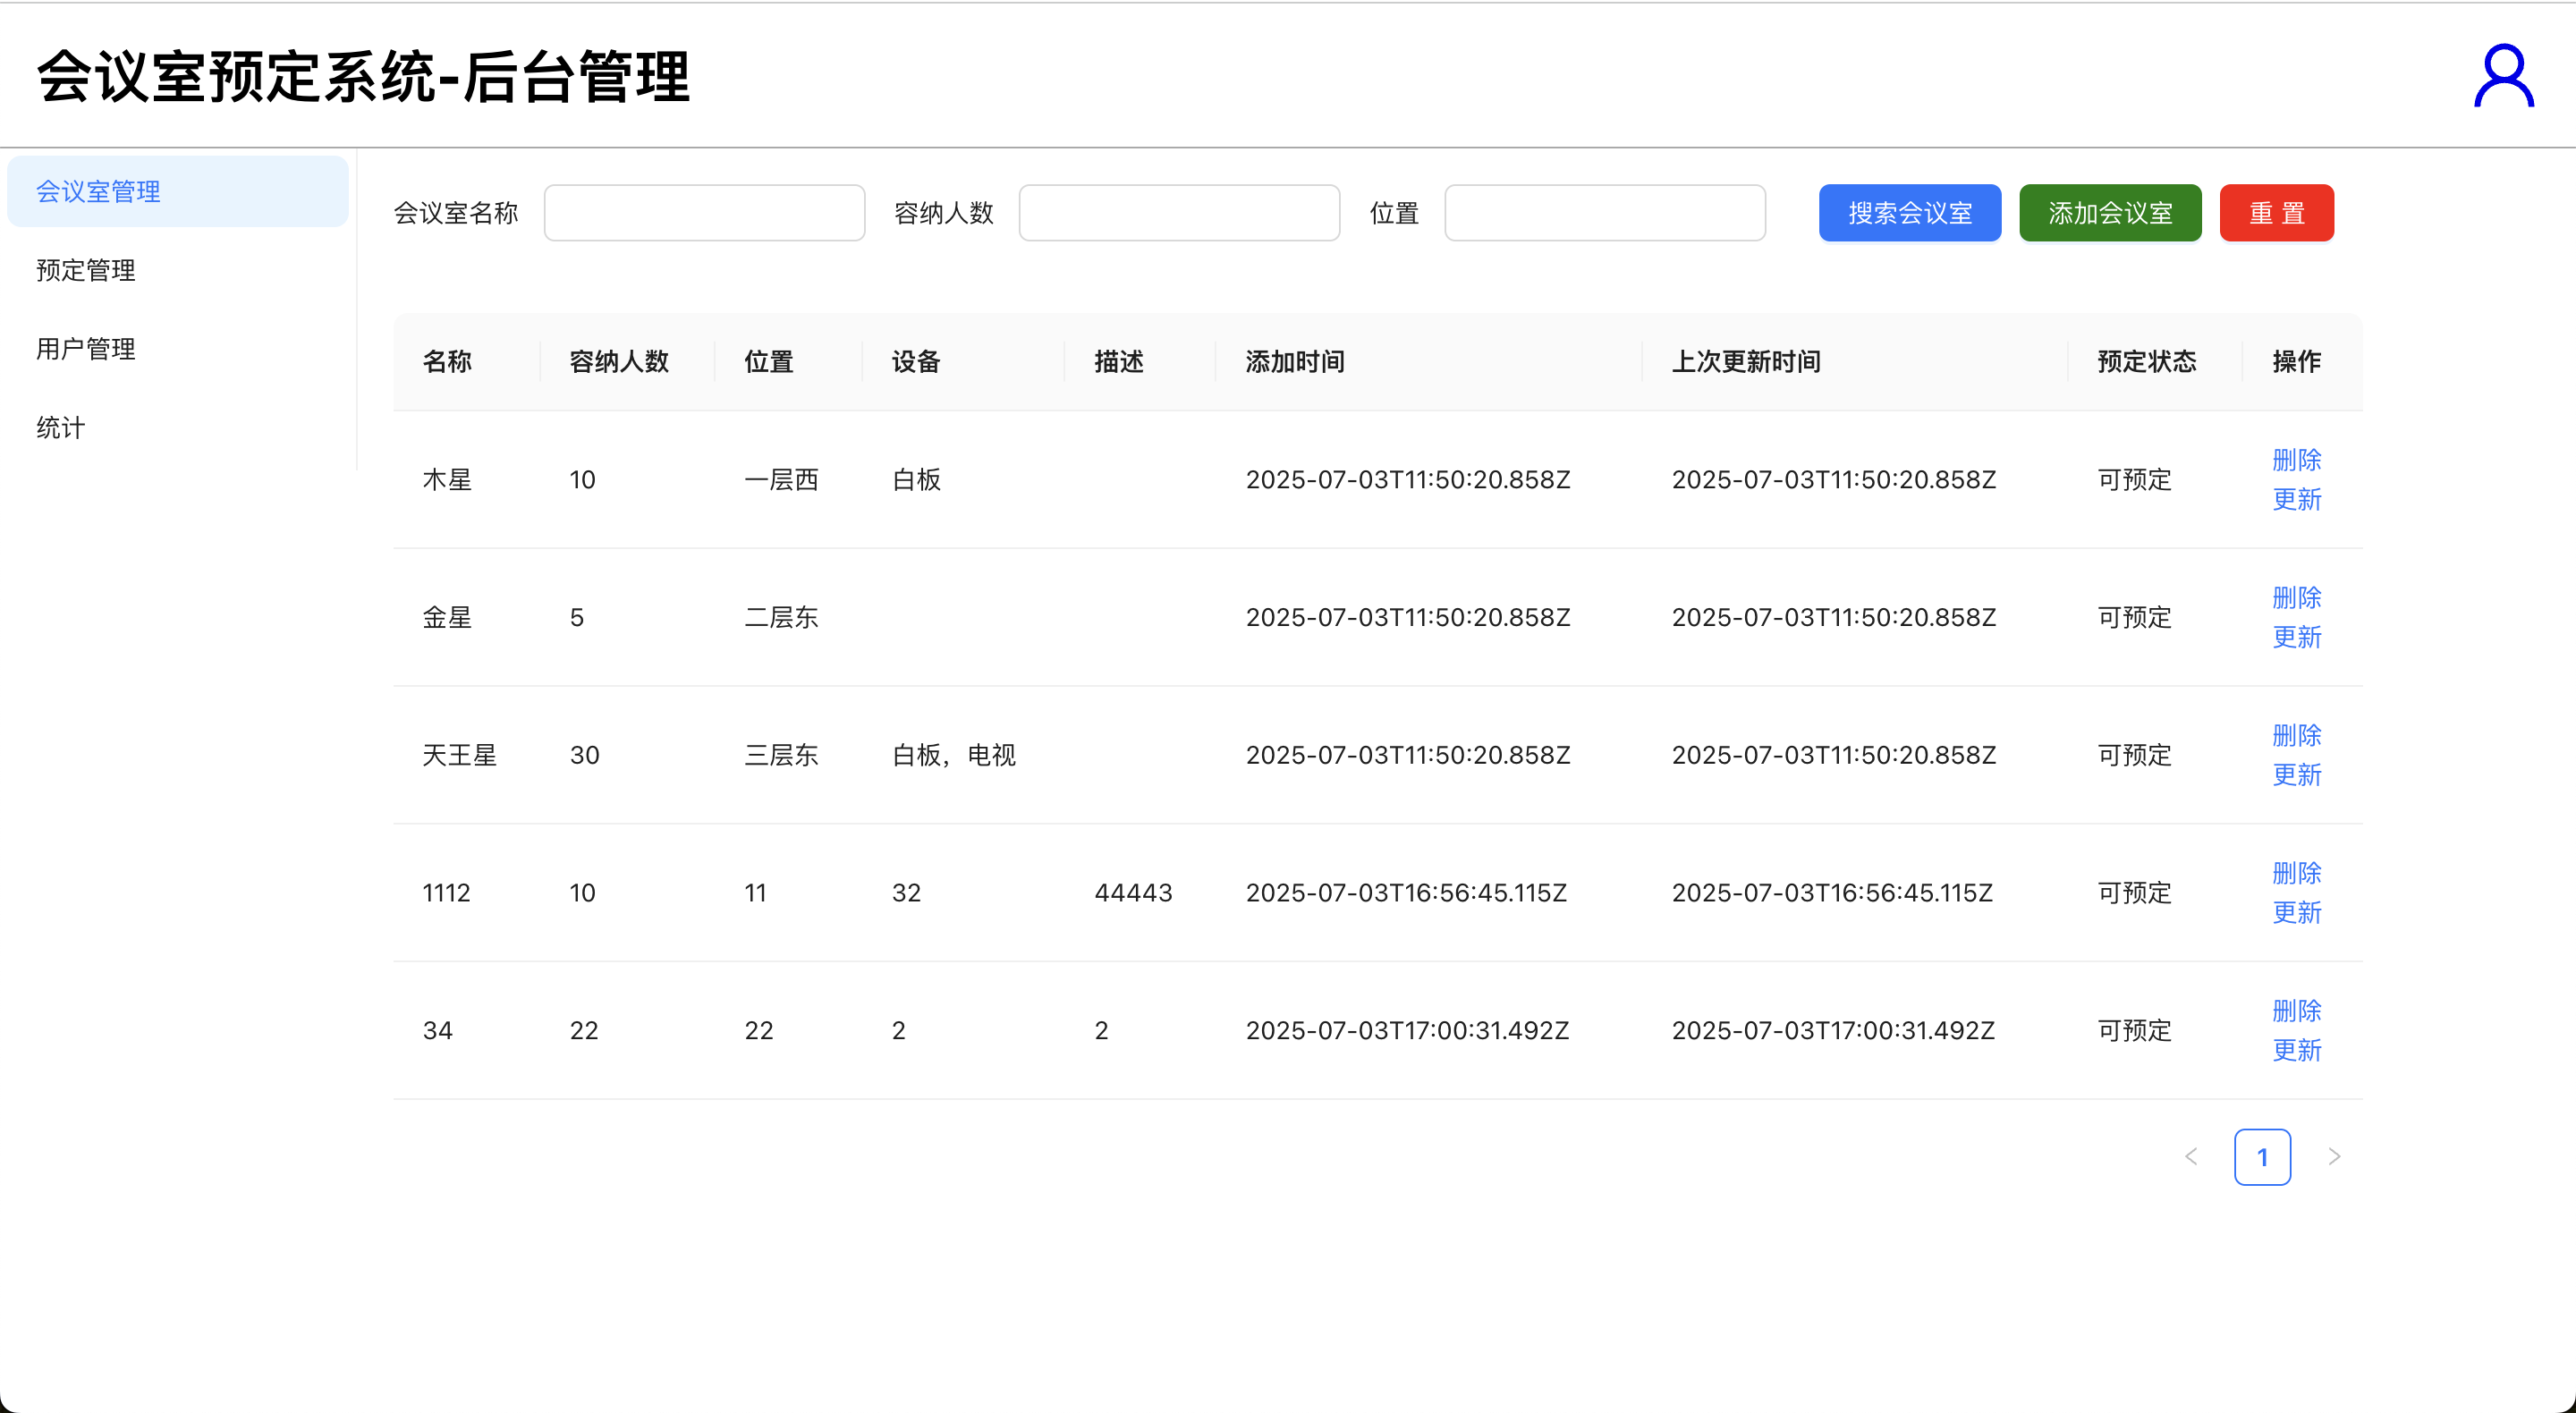 会议室预定系统-后台管理
会议室管理
预定管理
用户管理
统计
会议室名称 容纳人数 位置 搜索会议室 添加会议室 重 置
名称 容纳人数 位置 设备 描述 添加时间 上次更新时间 预定状态 操作
木星 10 一层西 白板 2025-07-03T11:50:20.858Z 2025-07-03T11:50:20.858Z 可预定 删除
更新
金星 5 二层东 2025-07-03T11:50:20.858Z 2025-07-03T11:50:20.858Z 可预定 删除
更新
天王星 30 三层东 白板，电视 2025-07-03T11:50:20.858Z 2025-07-03T11:50:20.858Z 可预定 删除
更新
1112 10 11 32 44443 2025-07-03T16:56:45.115Z 2025-07-03T16:56:45.115Z 可预定 删除
更新
34 22 22 2 2 2025-07-03T17:00:31.492Z 2025-07-03T17:00:31.492Z 可预定 删除
更新
1